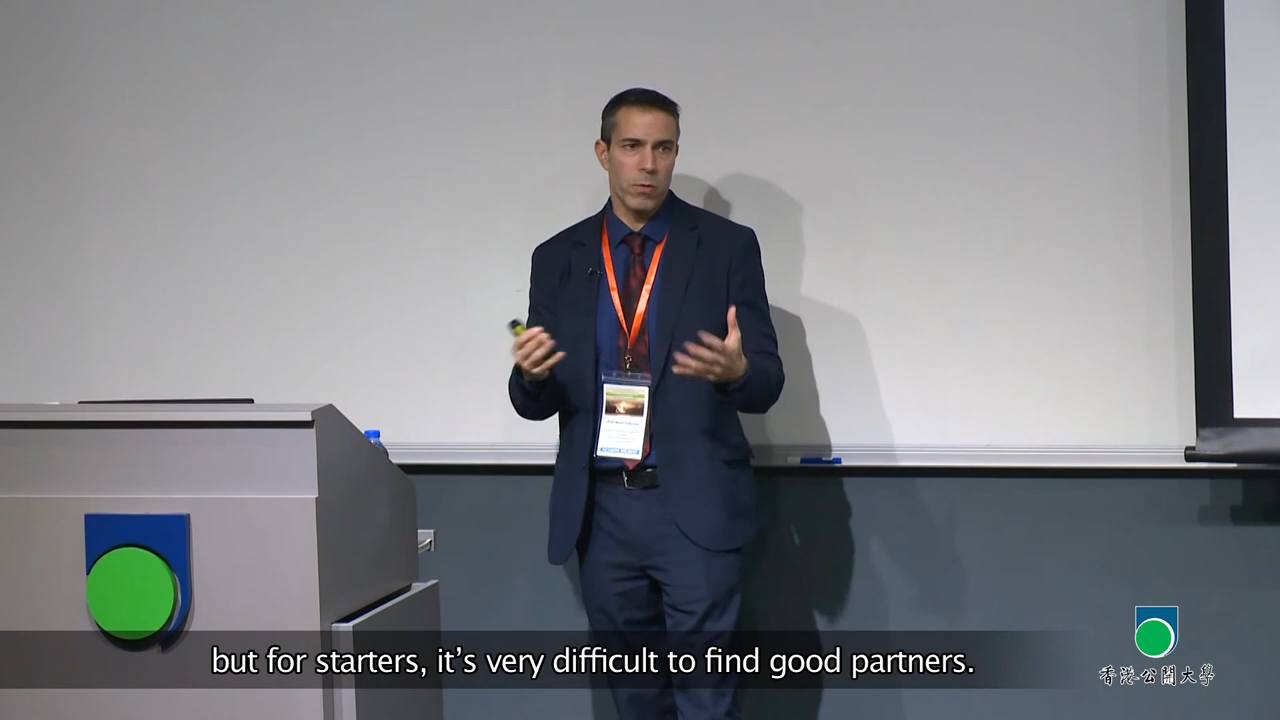 but for starters, it's very difficult to find good partners.
香港公開大學